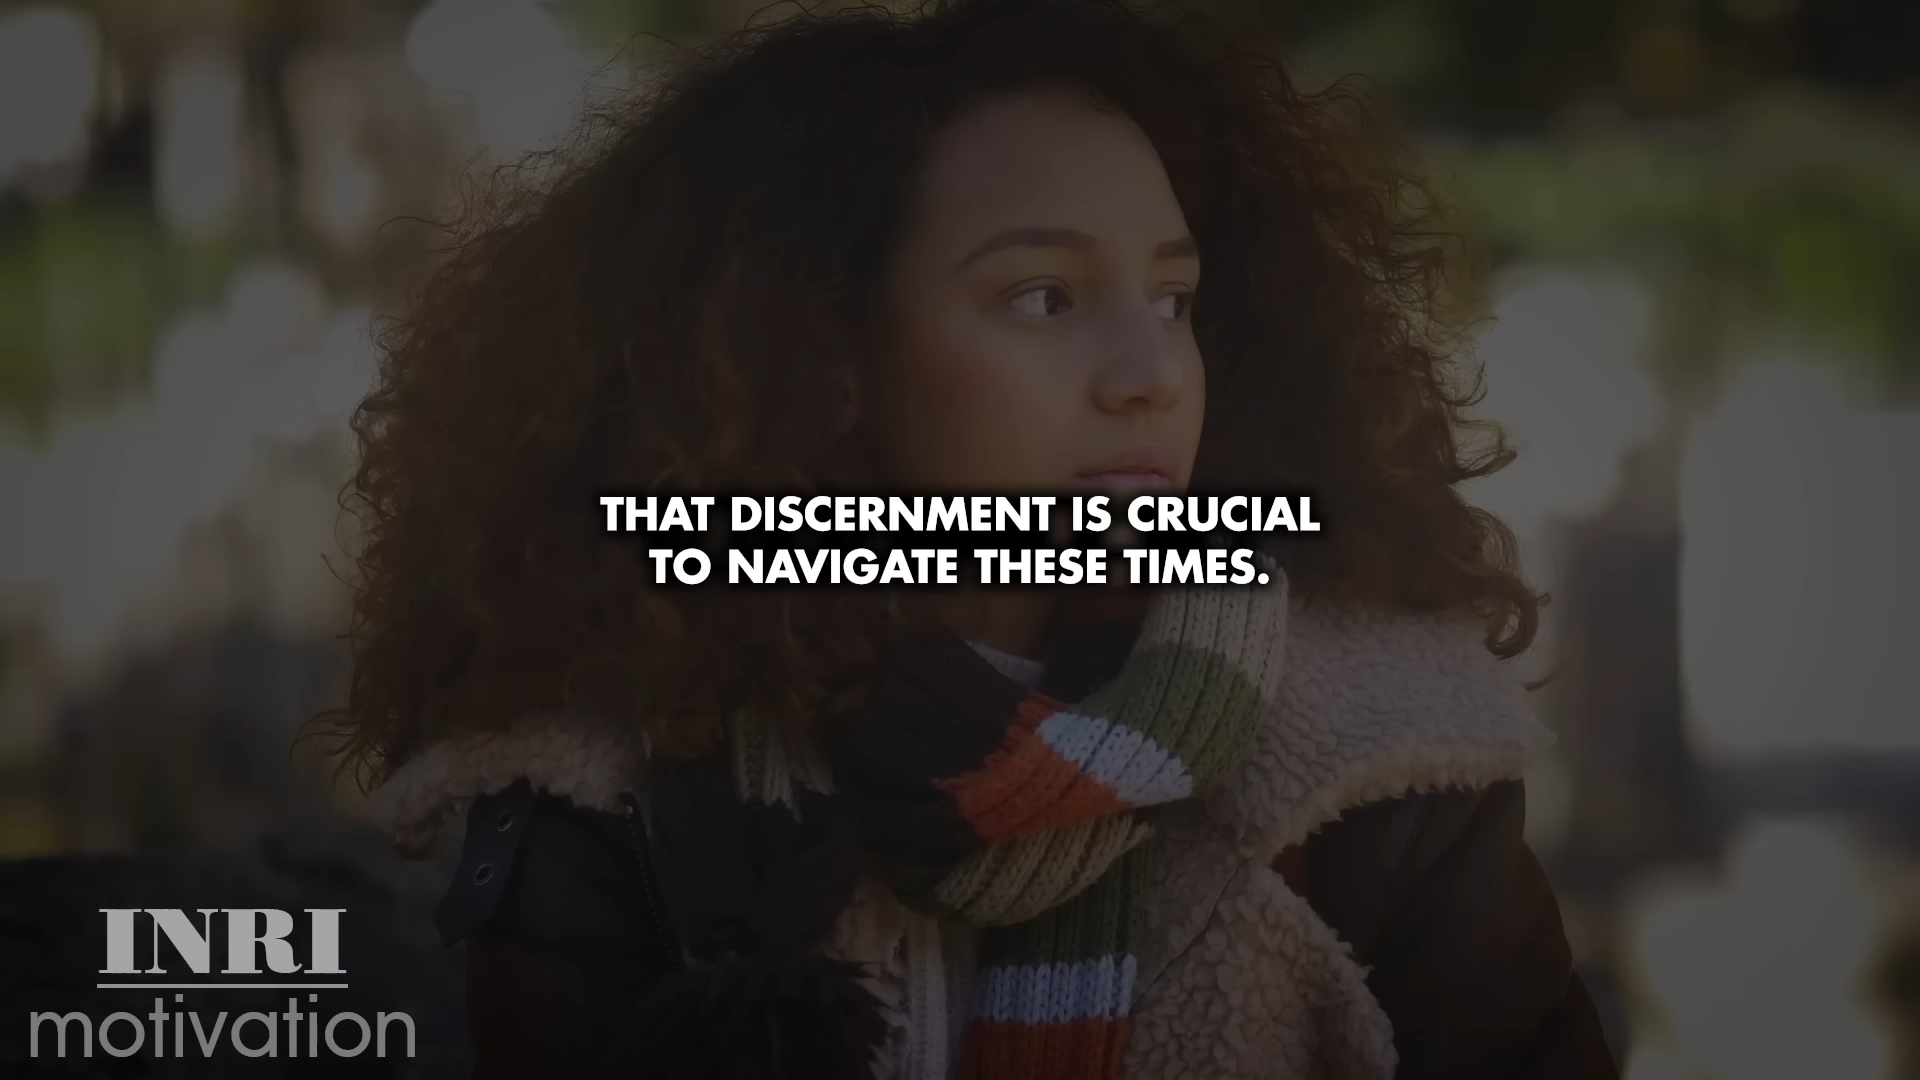 THAT DISCERNMENT IS CRUCIAL
TO NAVIGATE THESE TIMES.
INRI
motivation